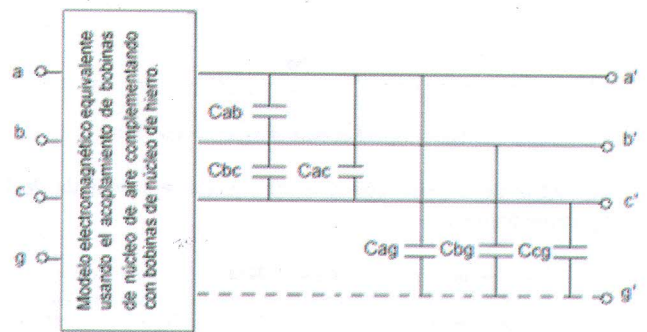 a
b
c
g
Modelo electromagnético equivalente
usando el acoplamiento de bobinas
de núcleo de aire complementando
con bobinas de núcleo de hierro.
Cab
Cbc
Cac
Cag
Cbg
Ccg
a'
b'
c'
g'